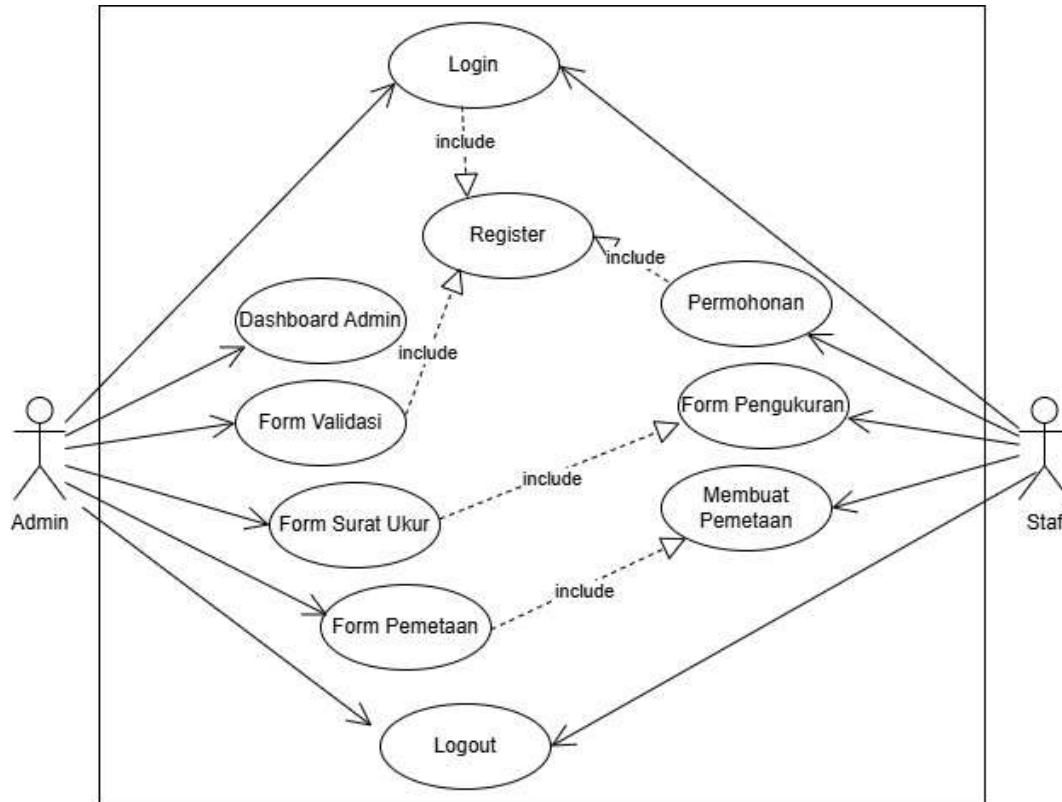 Login
include
Register
include
Permohonan
Dashboard Admin
include
Form Validasi
Form Pengukuran
include
Membuat
Pemetaan
Admin
Form Surat Ukur
Staf
include
Form Pemetaan
Logout